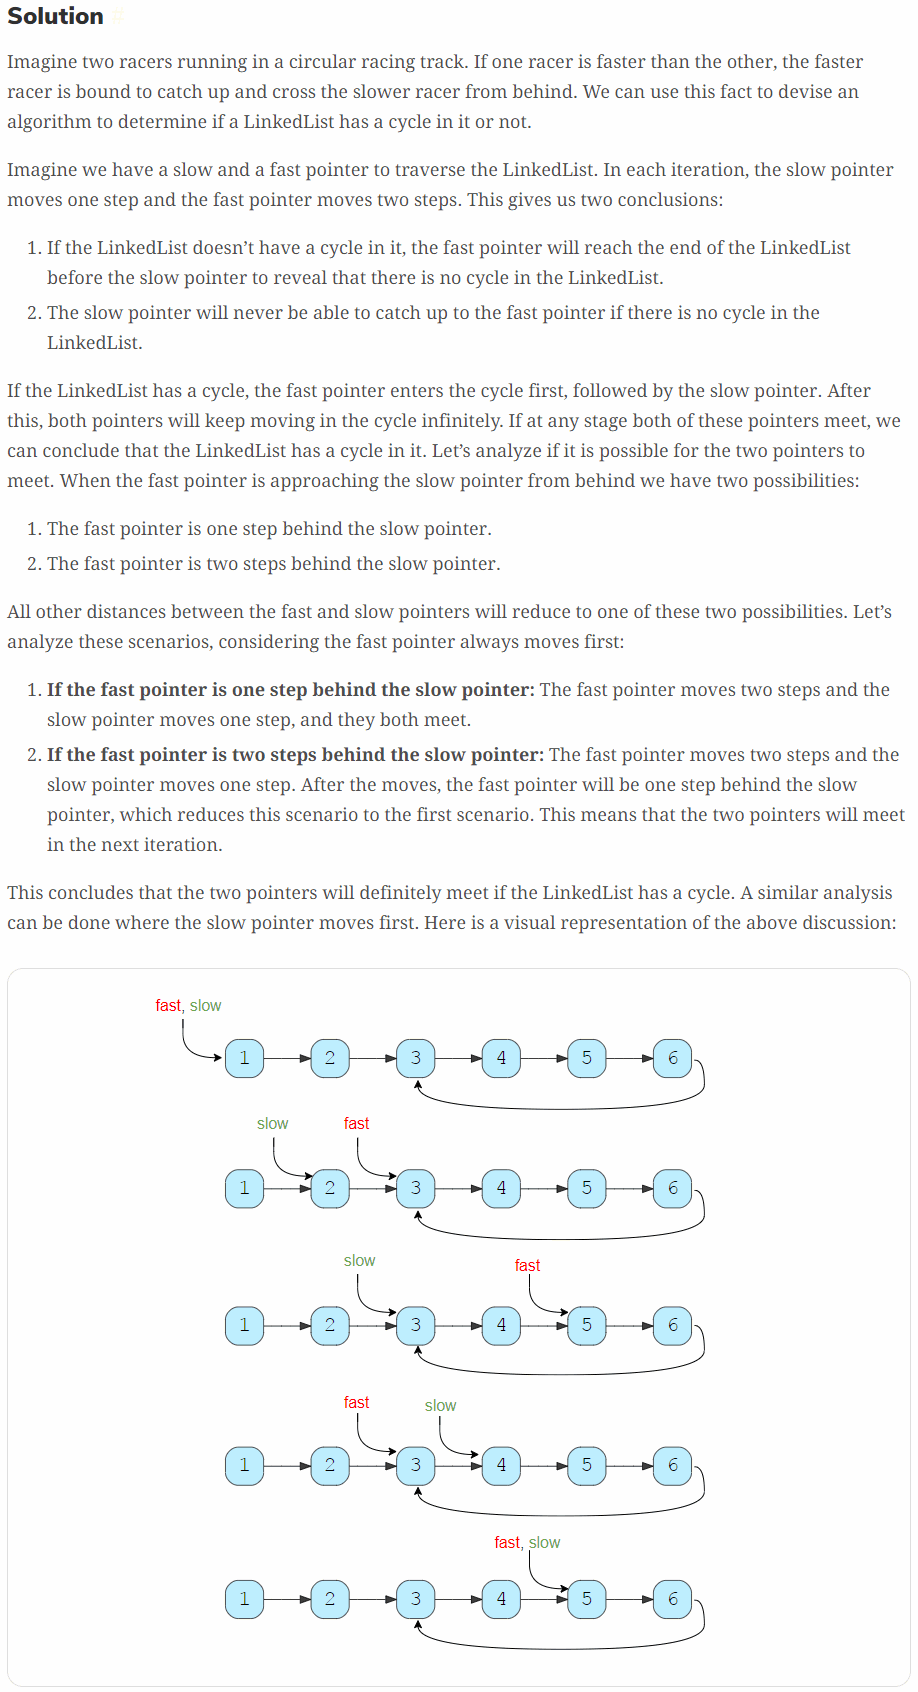 Solution
Imagine two racers running in a circular racing track. If one racer is faster than the other, the faster
racer is bound to catch up and cross the slower racer from behind. We can use this fact to devise an
algorithm to determine if a LinkedList has a cycle in it or not.
Imagine we have a slow and a fast pointer to traverse the LinkedList. In each iteration, the slow pointer
moves one step and the fast pointer moves two steps. This gives us two conclusions:
1. If the LinkedList doesn’t have a cycle in it, the fast pointer will reach the end of the LinkedList
before the slow pointer to reveal that there is no cycle in the LinkedList.
2. The slow pointer will never be able to catch up to the fast pointer if there is no cycle in the
LinkedList.
If the LinkedList has a cycle, the fast pointer enters the cycle first, followed by the slow pointer. After
this, both pointers will keep moving in the cycle infinitely. If at any stage both of these pointers meet, we
can conclude that the LinkedList has a cycle in it. Let’s analyze if it is possible for the two pointers to
meet. When the fast pointer is approaching the slow pointer from behind we have two possibilities:
1. The fast pointer is one step behind the slow pointer.
2. The fast pointer is two steps behind the slow pointer.
All other distances between the fast and slow pointers will reduce to one of these two possibilities. Let’s
analyze these scenarios, considering the fast pointer always moves first:
1. If the fast pointer is one step behind the slow pointer: The fast pointer moves two steps and the
slow pointer moves one step, and they both meet.
2. If the fast pointer is two steps behind the slow pointer: The fast pointer moves two steps and the
slow pointer moves one step. After the moves, the fast pointer will be one step behind the slow
pointer, which reduces this scenario to the first scenario. This means that the two pointers will meet
in the next iteration.
This concludes that the two pointers will definitely meet if the LinkedList has a cycle. A similar analysis
can be done where the slow pointer moves first. Here is a visual representation of the above discussion:
fast, slow
1 2 3 4 5 6
slow fast
1 2 3 4 5 6
slow fast
1 2 3 4 5 6
fast slow
1 2 3 4 5 6
fast, slow
1 2 3 4 5 6